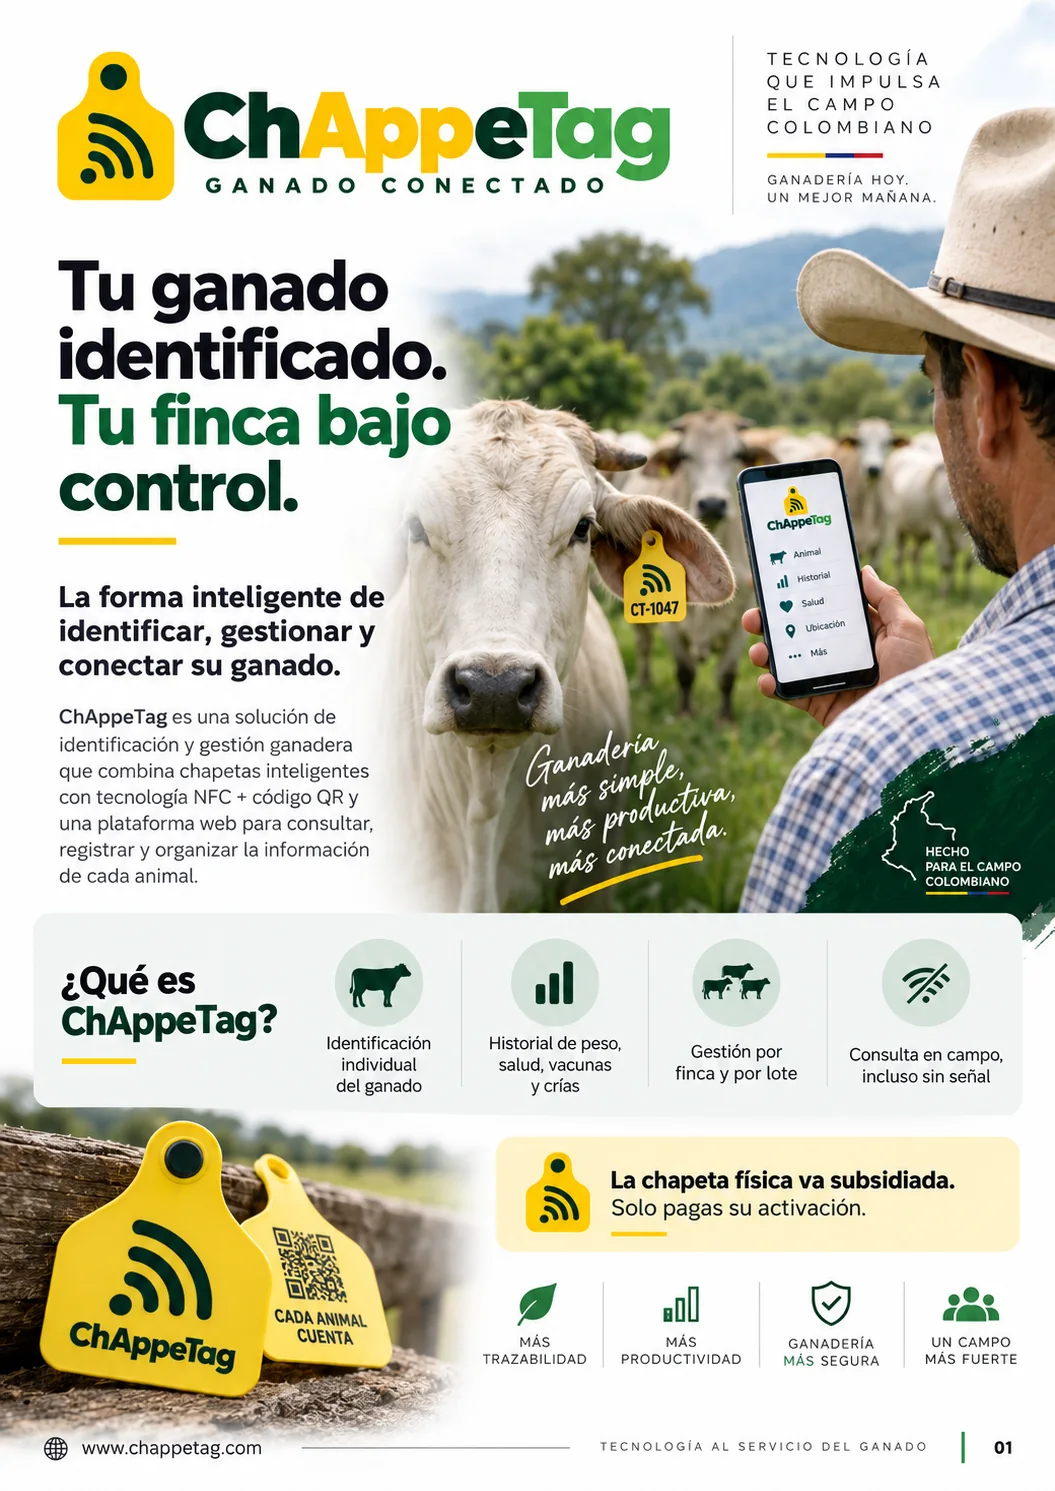 ChAppeTag
GANADO CONECTADO
TECNOLOGÍA
QUE IMPULSA
EL CAMPO
COLOMBIANO
GANADERÍA HOY.
UN MEJOR MAÑANA.
Tu ganado
identificado.
Tu finca bajo
control.
La forma inteligente de
identificar, gestionar y
conectar su ganado.
ChAppeTag es una solución de
identificación y gestión ganadera
que combina chapetas inteligentes
con tecnología NFC + código QR y
una plataforma web para consultar,
registrar y organizar la información
de cada animal.
CT-1047
ChAppeTag
Animal
Historial
Salud
Ubicación
Más
Ganadería
más simple,
más productiva,
más conectada.
HECHO
PARA EL CAMPO
COLOMBIANO
¿Qué es
ChAppeTag?
Identificación
individual
del ganado
Historial de peso,
salud, vacunas
y crías
Gestión por
finca y por lote
Consulta en campo,
incluso sin señal
ChAppeTag
CADA ANIMAL
CUENTA
La chapeta física va subsidiada.
Solo pagas su activación.
MÁS
TRAZABILIDAD
MÁS
PRODUCTIVIDAD
GANADERÍA
MÁS SEGURA
UN CAMPO
MÁS FUERTE
www.chappetag.com
TECNOLOGÍA AL SERVICIO DEL GANADO
01